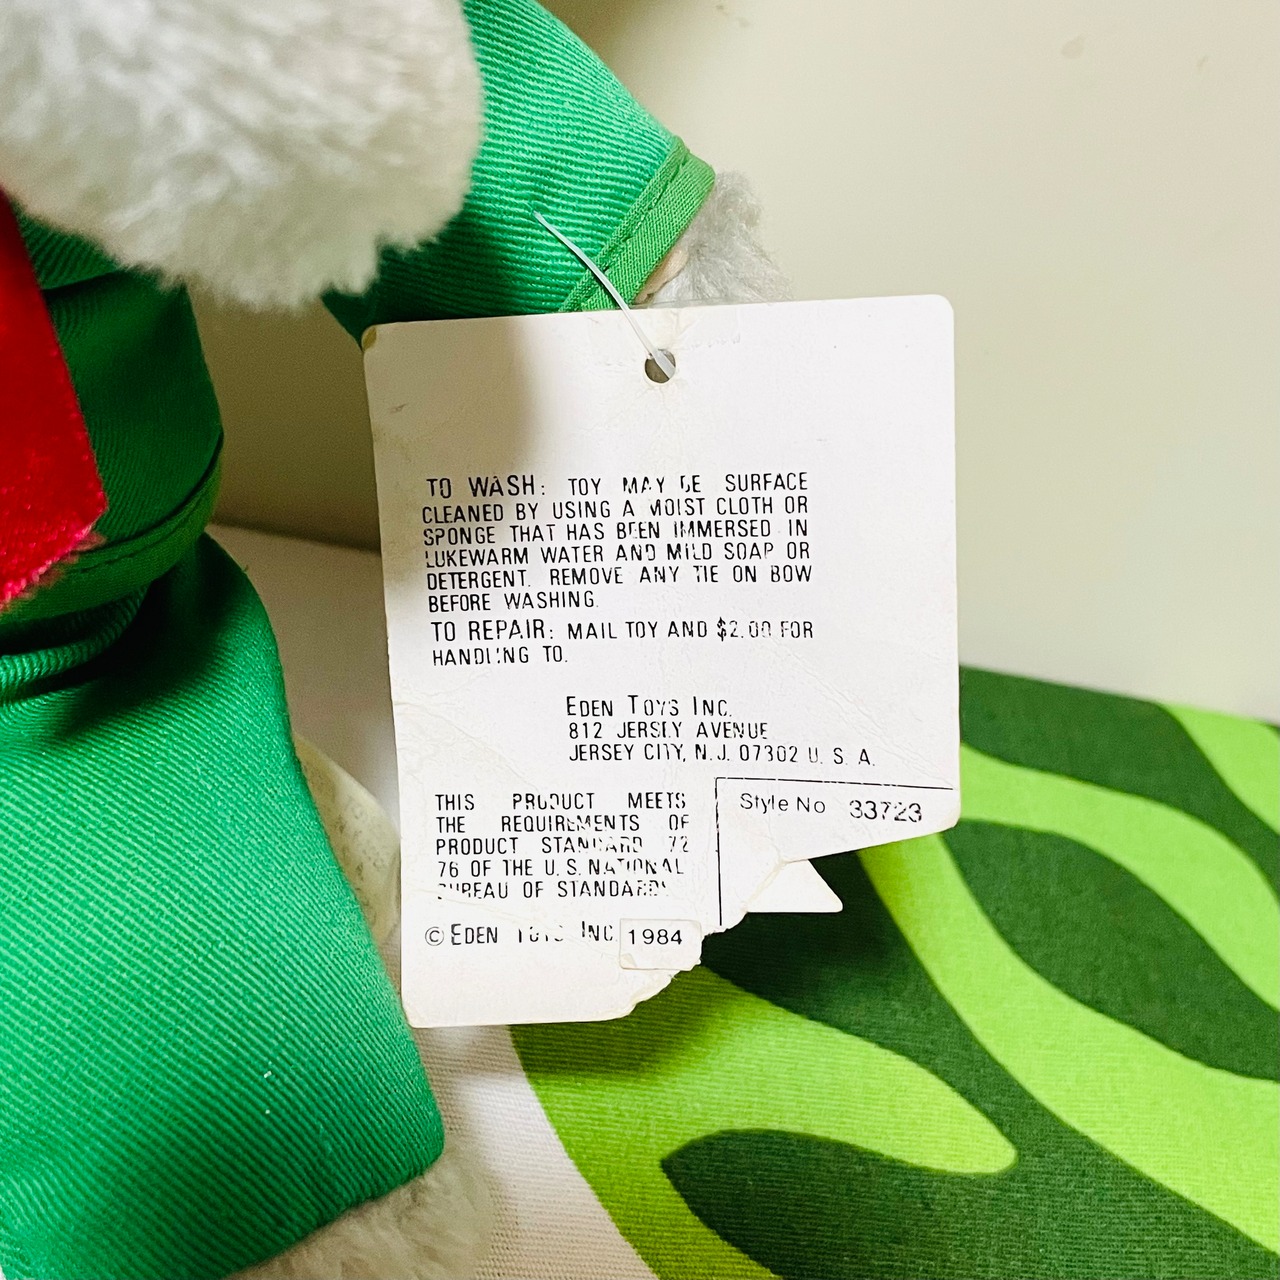 TO WASH: TOY MAY BE SURFACE
CLEANED BY USING A MOIST CLOTH OR
SPONGE THAT HAS BEEN IMMERSED IN
LUKEWARM WATER AND MILD SOAP OR
DETERGENT. REMOVE ANY TIE ON BOW
BEFORE WASHING.
TO REPAIR: MAIL TOY AND $2.00 FOR
HANDLING TO.
EDEN TOYS INC.
812 JERSEY AVENUE
JERSEY CITY, N.J. 07302 U.S.A.
THIS PRODUCT MEETS
THE REQUIREMENTS OF
PRODUCT STANDARD 72
76 OF THE U.S. NATIONAL
BUREAU OF STANDARDS
Style No 33723
© EDEN TOYS INC. 1984